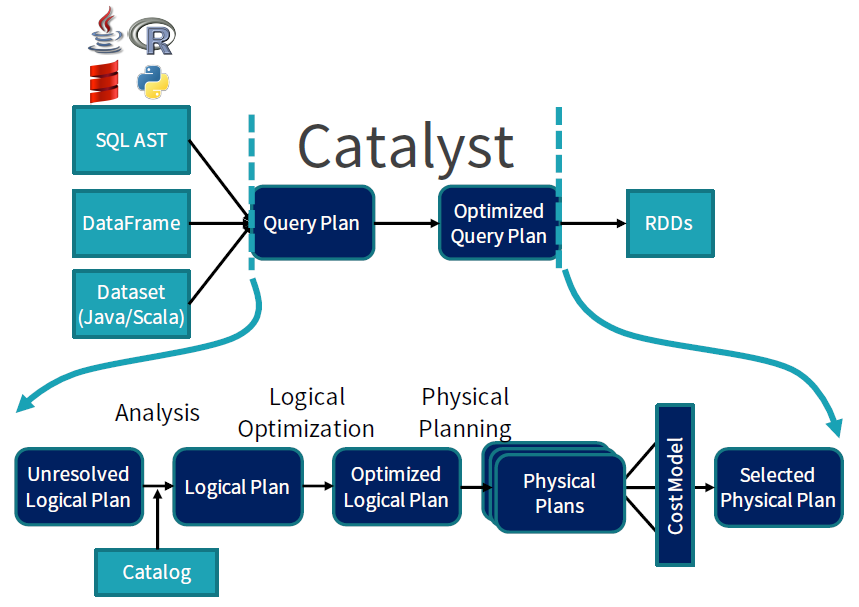 R
SQL AST
Catalyst
DataFrame
Query Plan
Optimized
Query Plan
RDDs
Dataset
(Java/Scala)
Analysis
Logical
Optimization
Physical
Planning
Unresolved
Logical Plan
Logical Plan
Optimized
Logical Plan
Physical
Plans
Cost Model
Selected
Physical Plan
Catalog